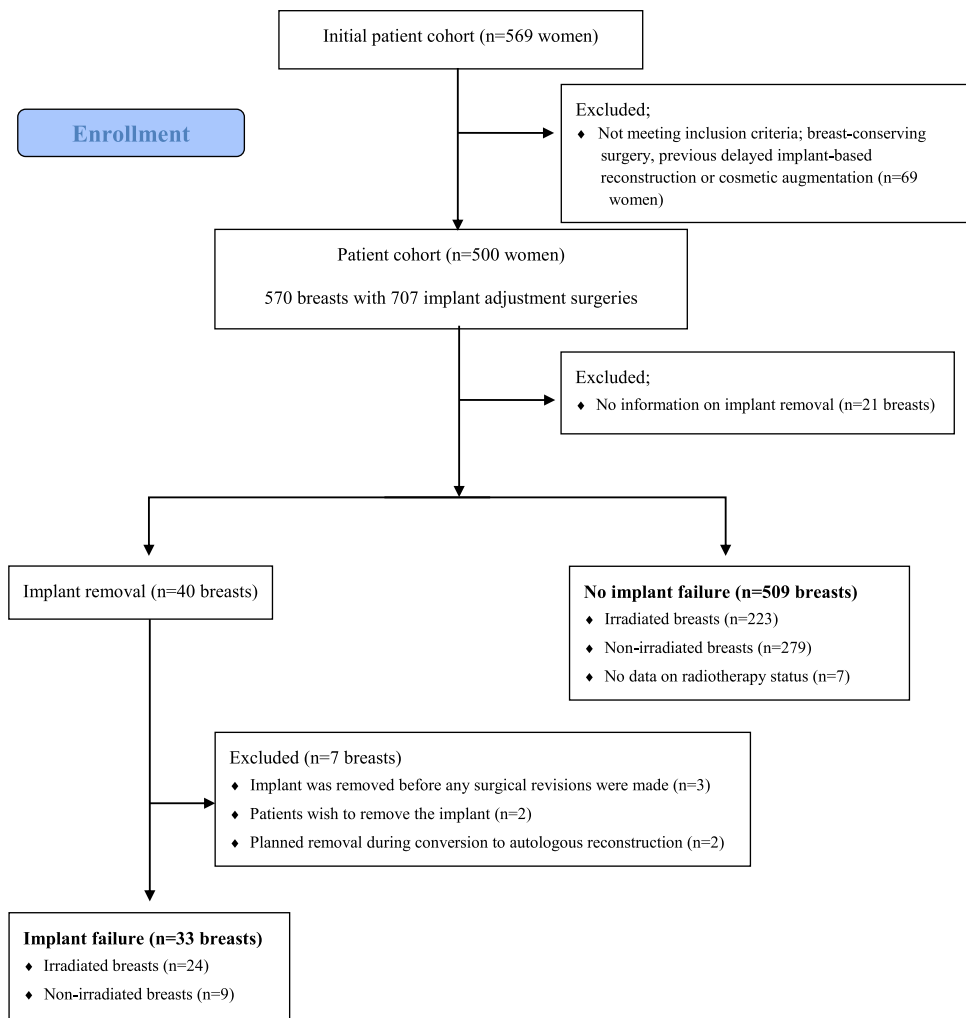 Initial patient cohort (n=569 women)
Enrollment
Excluded;
♦ Not meeting inclusion criteria; breast-conserving
surgery, previous delayed implant-based
reconstruction or cosmetic augmentation (n=69
women)
Patient cohort (n=500 women)
570 breasts with 707 implant adjustment surgeries
Excluded;
♦ No information on implant removal (n=21 breasts)
Implant removal (n=40 breasts)
No implant failure (n=509 breasts)
♦ Irradiated breasts (n=223)
♦ Non-irradiated breasts (n=279)
♦ No data on radiotherapy status (n=7)
Excluded (n=7 breasts)
♦ Implant was removed before any surgical revisions were made (n=3)
♦ Patients wish to remove the implant (n=2)
♦ Planned removal during conversion to autologous reconstruction (n=2)
Implant failure (n=33 breasts)
♦ Irradiated breasts (n=24)
♦ Non-irradiated breasts (n=9)